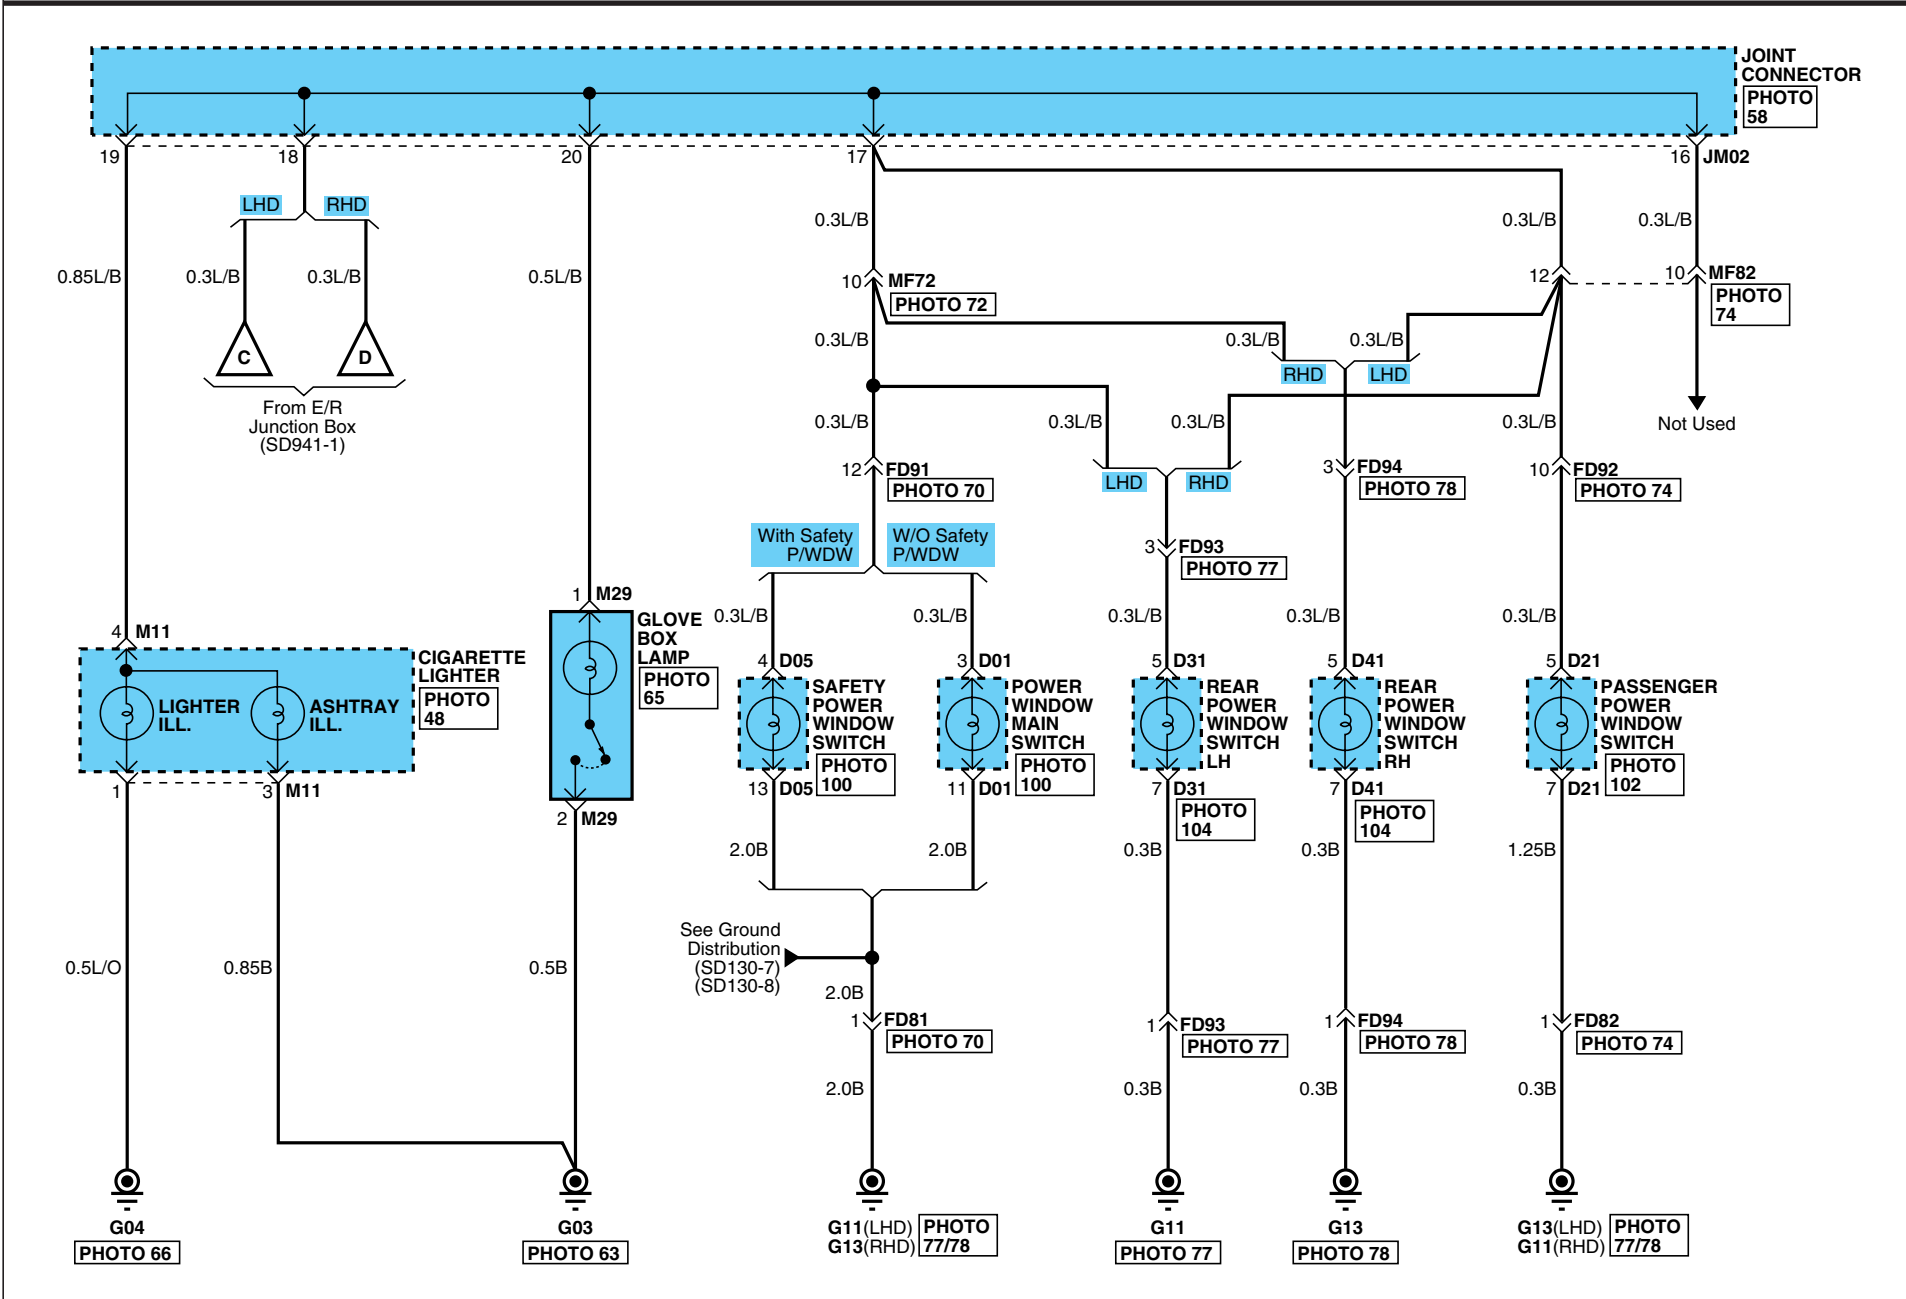 JOINT
CONNECTOR
PHOTO
58
19
18
20
17
16
JM02
LHD
RHD
0.3L/B
0.3L/B
0.3L/B
0.85L/B
0.3L/B
0.3L/B
0.5L/B
10
MF72
PHOTO 72
12
10
MF82
PHOTO
74
0.3L/B
0.3L/B
0.3L/B
C
D
RHD
LHD
From E/R
Junction Box
(SD941-1)
0.3L/B
0.3L/B
0.3L/B
0.3L/B
Not Used
12
FD91
PHOTO 70
LHD
RHD
3
FD94
PHOTO 78
10
FD92
PHOTO 74
With Safety
P/WDW
W/O Safety
P/WDW
3
FD93
PHOTO 77
1
M29
GLOVE
BOX
LAMP
PHOTO
65
0.3L/B
0.3L/B
0.3L/B
0.3L/B
0.3L/B
4
M11
CIGARETTE
LIGHTER
PHOTO
48
LIGHTER
ILL.
ASHTRAY
ILL.
4
D05
SAFETY
POWER
WINDOW
SWITCH
PHOTO
100
3
D01
POWER
WINDOW
MAIN
SWITCH
PHOTO
100
5
D31
REAR
POWER
WINDOW
SWITCH
LH
5
D41
REAR
POWER
WINDOW
SWITCH
RH
5
D21
PASSENGER
POWER
WINDOW
SWITCH
PHOTO
102
1
3
M11
2
M29
13
D05
11
D01
7
D31
PHOTO
104
7
D41
PHOTO
104
7
D21
2.0B
2.0B
0.3B
0.3B
1.25B
See Ground
Distribution
(SD130-7)
(SD130-8)
0.5L/O
0.85B
0.5B
2.0B
1
FD81
PHOTO 70
1
FD93
PHOTO 77
1
FD94
PHOTO 78
1
FD82
PHOTO 74
2.0B
0.3B
0.3B
0.3B
G04
PHOTO 66
G03
PHOTO 63
G11(LHD)
G13(RHD)
PHOTO
77/78
G11
PHOTO 77
G13
PHOTO 78
G13(LHD)
G11(RHD)
PHOTO
77/78